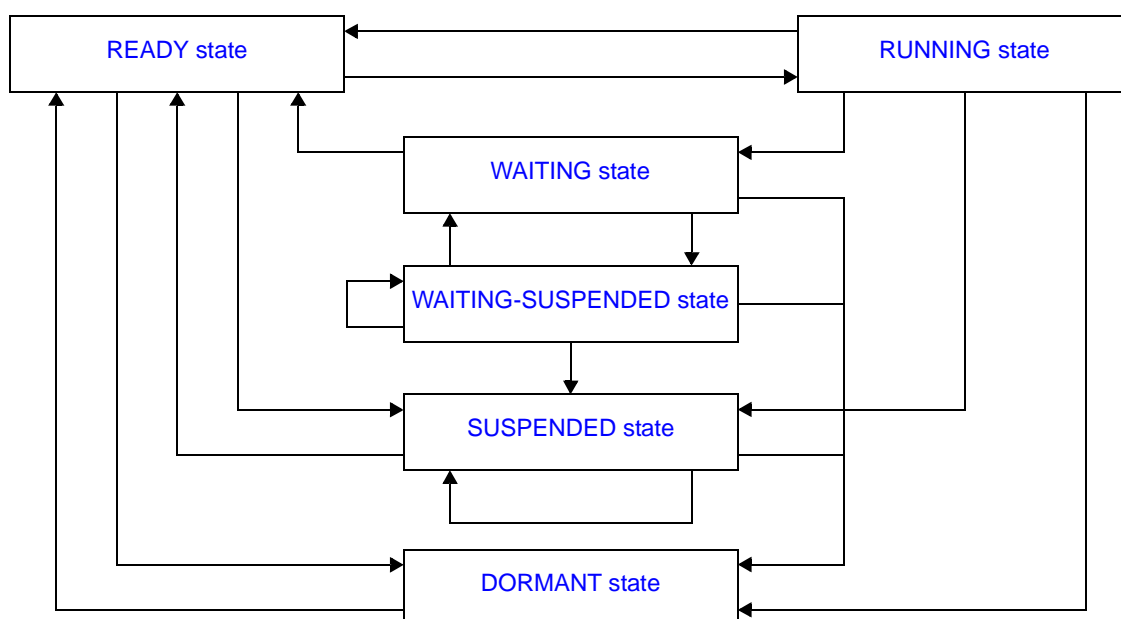 READY state
RUNNING state
WAITING state
WAITING-SUSPENDED state
SUSPENDED state
DORMANT state